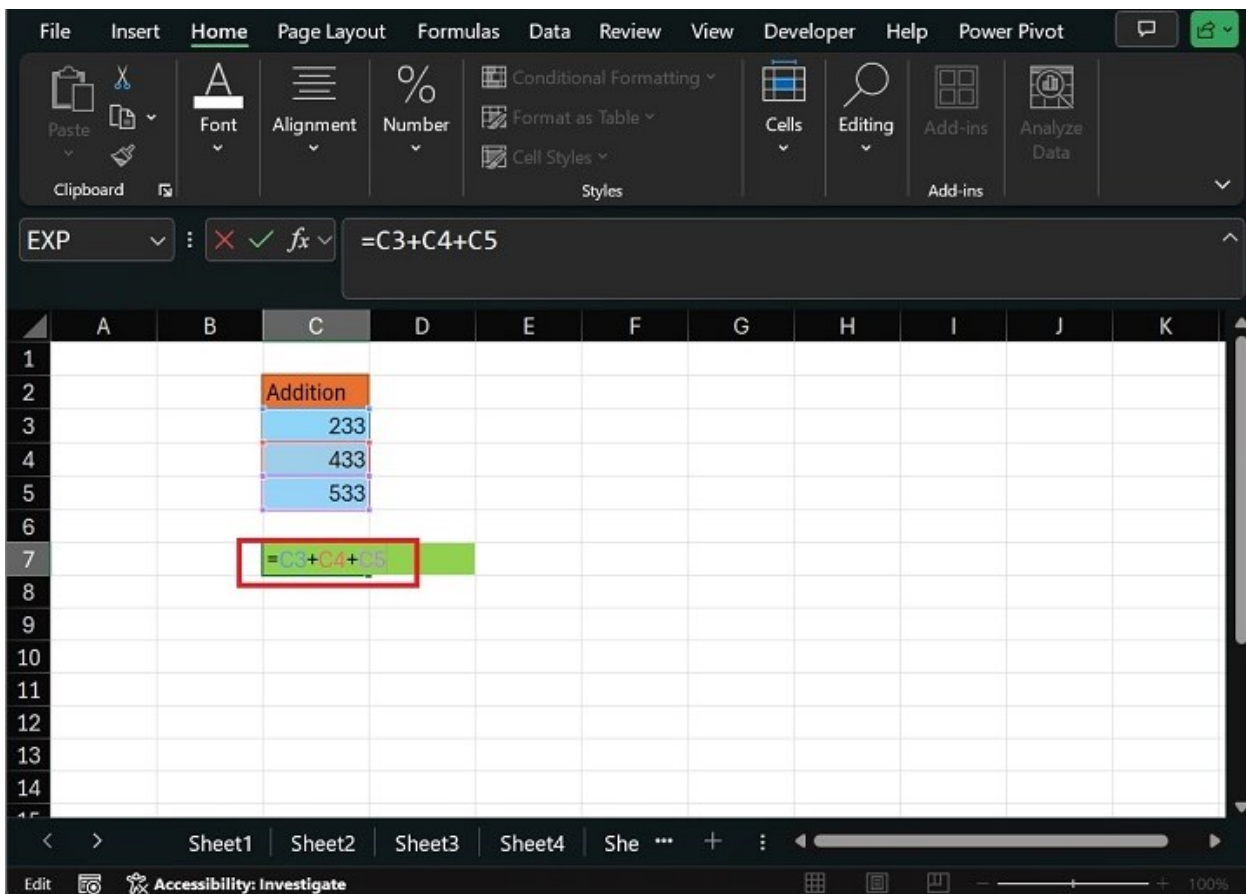 File Insert Home Page Layout Formulas Data Review View Developer Help Power Pivot
Paste
Font
Alignment
%
Number
Conditional Formatting
Format as Table
Cell Styles
Cells
Editing
Add-ins
Analyze
Data
Clipboard
Styles
Add-ins
EXP
fx
=C3+C4+C5
A B C D E F G H I J K
1
2 Addition
3 233
4 433
5 533
6
7 =C3+C4+C5
8
9
10
11
12
13
14
Sheet1 Sheet2 Sheet3 Sheet4 She ...
Edit Accessibility: Investigate 100%